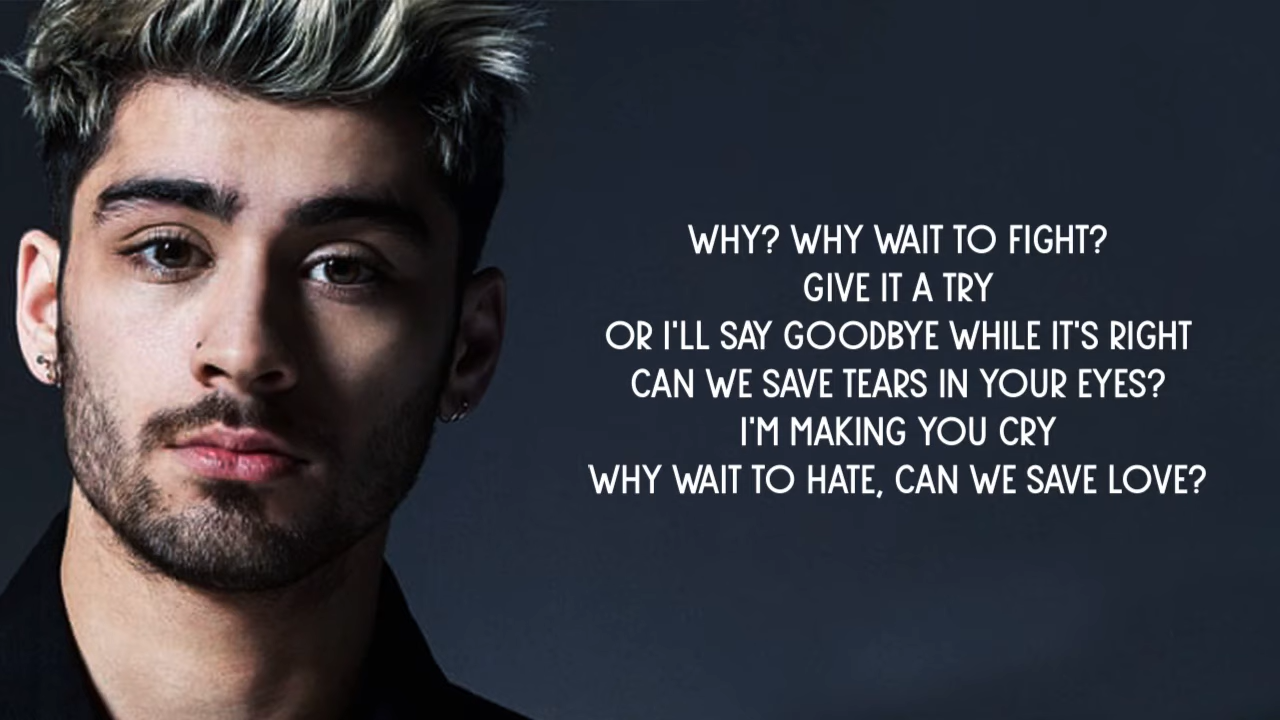 WHY? WHY WAIT TO FIGHT?
GIVE IT A TRY
OR I'LL SAY GOODBYE WHILE IT'S RIGHT
CAN WE SAVE TEARS IN YOUR EYES?
I'M MAKING YOU CRY
WHY WAIT TO HATE, CAN WE SAVE LOVE?